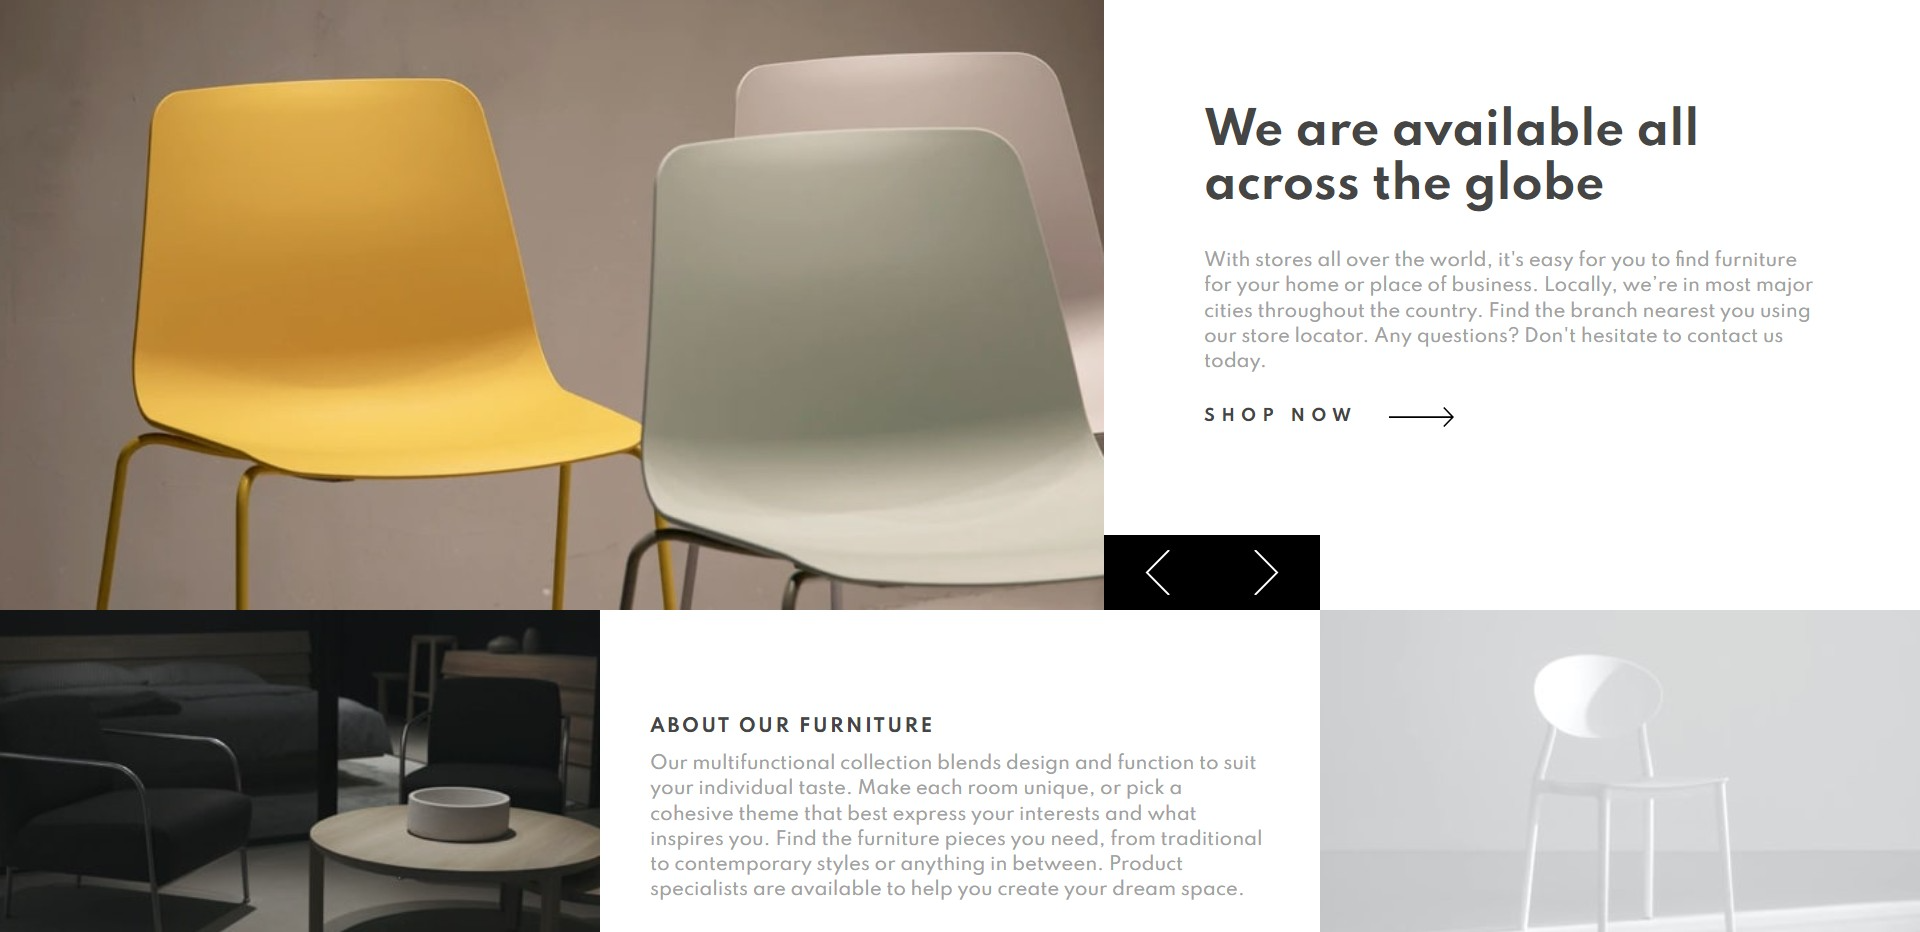 We are available all
across the globe
With stores all over the world, it's easy for you to find furniture
for your home or place of business. Locally, we’re in most major
cities throughout the country. Find the branch nearest you using
our store locator. Any questions? Don't hesitate to contact us
today.
SHOP NOW
ABOUT OUR FURNITURE
Our multifunctional collection blends design and function to suit
your individual taste. Make each room unique, or pick a
cohesive theme that best express your interests and what
inspires you. Find the furniture pieces you need, from traditional
to contemporary styles or anything in between. Product
specialists are available to help you create your dream space.